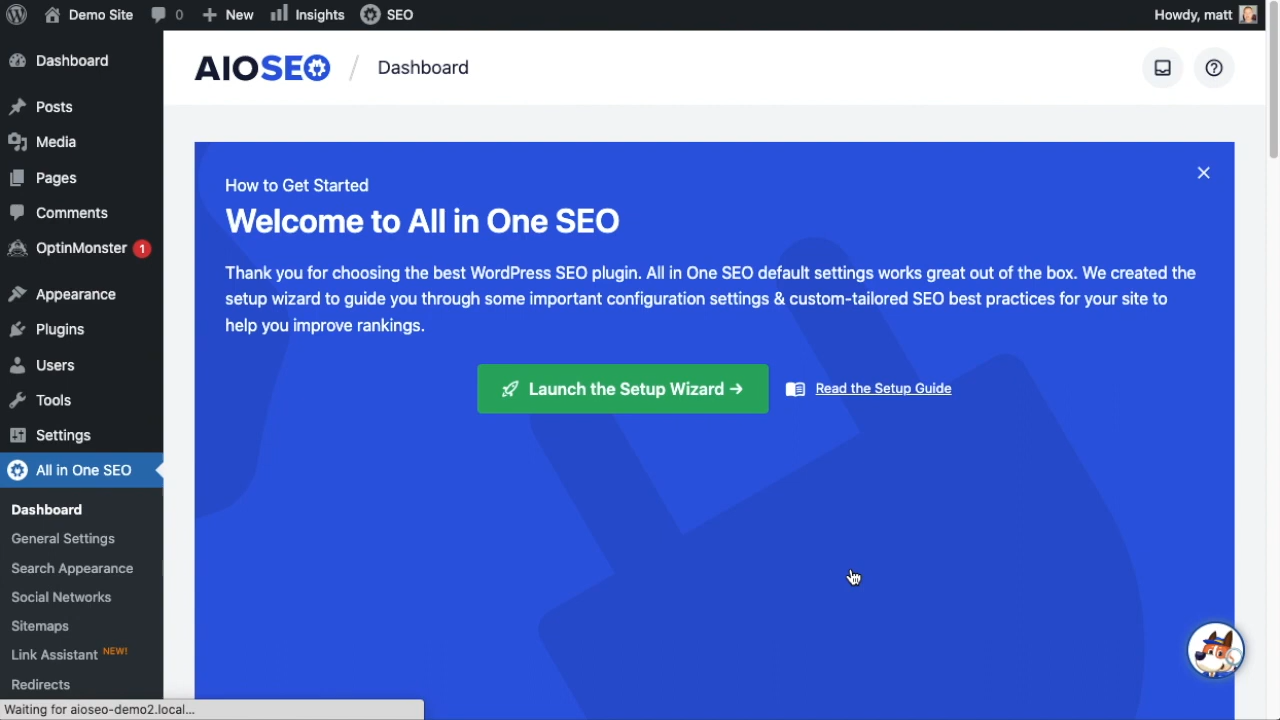 Demo Site
0
New
Insights
SEO
Howdy, matt
Dashboard
Posts
Media
Pages
Comments
OptinMonster 1
Appearance
Plugins
Users
Tools
Settings
All in One SEO
Dashboard
General Settings
Search Appearance
Social Networks
Sitemaps
Link Assistant NEW!
Redirects
AIOSEO / Dashboard
How to Get Started
Welcome to All in One SEO
Thank you for choosing the best WordPress SEO plugin. All in One SEO default settings works great out of the box. We created the
setup wizard to guide you through some important configuration settings & custom-tailored SEO best practices for your site to
help you improve rankings.
Launch the Setup Wizard →
Read the Setup Guide
Waiting for aioseo-demo2.local...